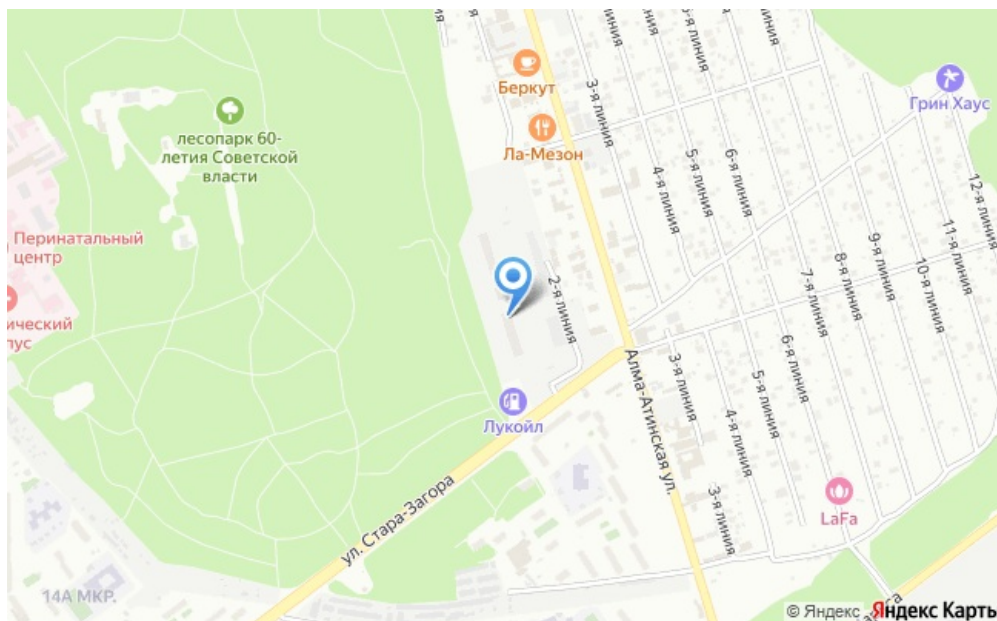 Беркут
Ла-Мезон
лесопарк 60-
летия Советской
власти
Перинатальный
центр
ический
пус
Лукойл
2-я линия
3-я линия
4-я линия
5-я линия
6-я линия
7-я линия
8-я линия
9-я линия
10-я линия
11-я линия
12-я линия
Грин Хаус
Алма-Атинская ул.
3-я линия
4-я линия
5-я линия
6-я линия
3-я линия
LaFa
ул. Стара-Загора
14А МКР.
© Яндекс
Яндекс Карты